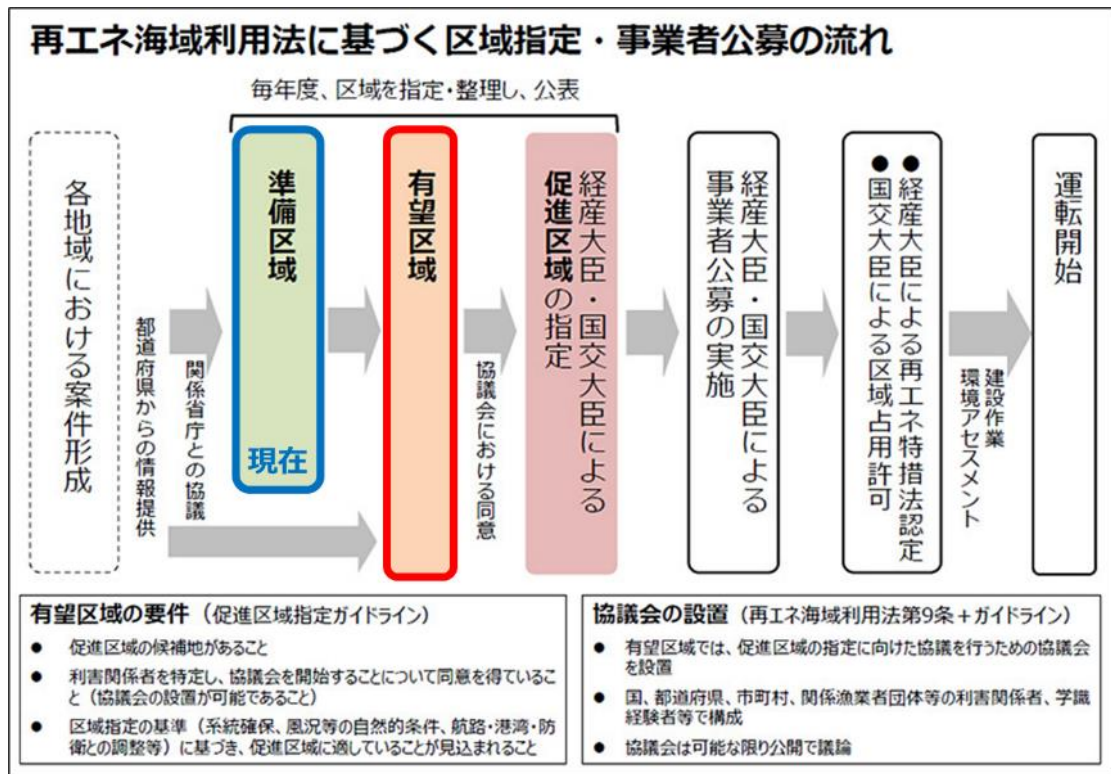 再エネ海域利用法に基づく区域指定・事業者公募の流れ
毎年度、区域を指定・整理し、公表
各地域における案件形成
都道府県からの情報提供
関係省庁との協議
準備区域
現在
有望区域
協議会における同意
経産大臣・国交大臣による
促進区域の指定
経産大臣・国交大臣による
事業者公募の実施
●経産大臣による再エネ特措法認定
●国交大臣による区域占用許可
建設作業
環境アセスメント
運転開始
有望区域の要件（促進区域指定ガイドライン）
● 促進区域の候補地があること
● 利害関係者を特定し、協議会を開始することについて同意を得ているこ
と（協議会の設置が可能であること）
● 区域指定の基準（系統確保、風況等の自然的条件、航路・港湾・防
衛との調整等）に基づき、促進区域に適していることが見込まれること
協議会の設置（再エネ海域利用法第9条＋ガイドライン）
● 有望区域では、促進区域の指定に向けた協議を行うための協議会
を設置
● 国、都道府県、市町村、関係漁業者団体等の利害関係者、学識
経験者等で構成
● 協議会は可能な限り公開で議論